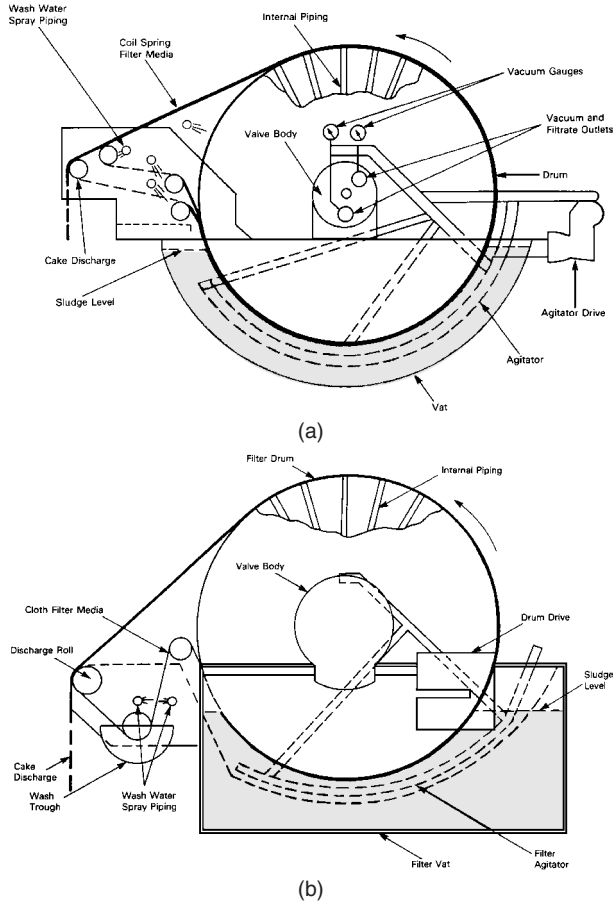 Wash Water
Spray Piping
Internal Piping
Coil Spring
Filter Media
Vacuum Gauges
Valve Body
Vacuum and
Filtrate Outlets
Drum
Cake Discharge
Sludge Level
Agitator Drive
Agitator
Vat
(a)
Filter Drum
Internal Piping
Valve Body
Cloth Filter Media
Drum Drive
Discharge Roll
Sludge
Level
Cake
Discharge
Wash
Trough
Wash Water
Spray Piping
Filter
Agitator
Filter Vat
(b)